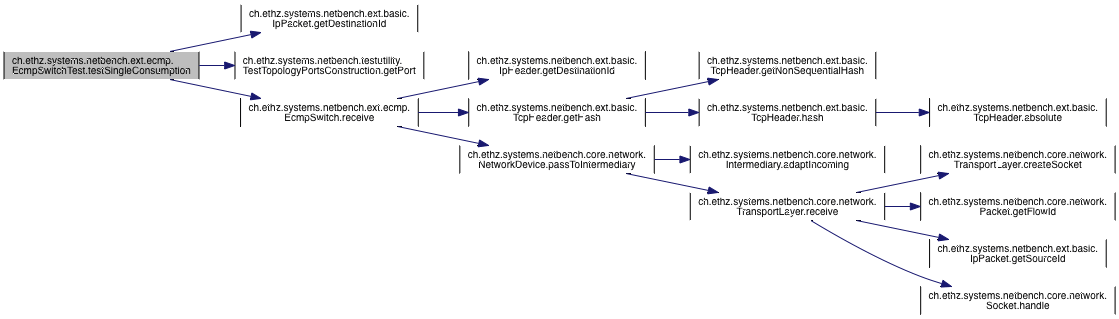 ch.ethz.systems.netbench.ext.basic.
IpPacket.getDestinationId
ch.ethz.systems.netbench.ext.ecmp.
EcmpSwitchTest.testSingleConsumption
ch.ethz.systems.netbench.testutility.
TestTopologyPortsConstruction.getPort
ch.ethz.systems.netbench.ext.basic.
IpHeader.getDestinationId
ch.ethz.systems.netbench.ext.basic.
TcpHeader.getNonSequentialHash
ch.ethz.systems.netbench.ext.ecmp.
EcmpSwitch.receive
ch.ethz.systems.netbench.ext.basic.
TcpHeader.getHash
ch.ethz.systems.netbench.ext.basic.
TcpHeader.hash
ch.ethz.systems.netbench.ext.basic.
TcpHeader.absolute
ch.ethz.systems.netbench.core.network.
NetworkDevice.passToIntermediary
ch.ethz.systems.netbench.core.network.
Intermediary.adaptIncoming
ch.ethz.systems.netbench.core.network.
TransportLayer.createSocket
ch.ethz.systems.netbench.core.network.
TransportLayer.receive
ch.ethz.systems.netbench.core.network.
Packet.getFlowId
ch.ethz.systems.netbench.ext.basic.
IpPacket.getSourceId
ch.ethz.systems.netbench.core.network.
Socket.handle